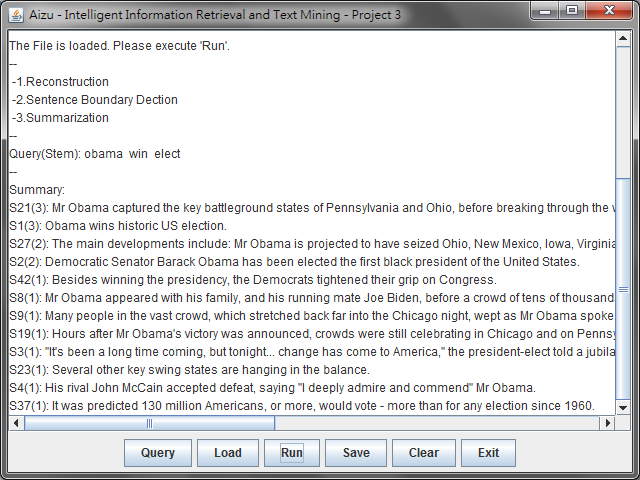 Aizu - Intelligent Information Retrieval and Text Mining - Project 3
The File is loaded. Please execute 'Run'.
--
-1.Reconstruction
-2.Sentence Boundary Dection
-3.Summarization
--
Query(Stem): obama win elect
--
Summary:
S21(3): Mr Obama captured the key battleground states of Pennsylvania and Ohio, before breaking through the
S1(3): Obama wins historic US election.
S27(2): The main developments include: Mr Obama is projected to have seized Ohio, New Mexico, Iowa, Virginia
S2(2): Democratic Senator Barack Obama has been elected the first black president of the United States.
S42(1): Besides winning the presidency, the Democrats tightened their grip on Congress.
S8(1): Mr Obama appeared with his family, and his running mate Joe Biden, before a crowd of tens of thousand
S9(1): Many people in the vast crowd, which stretched back far into the Chicago night, wept as Mr Obama spoke
S19(1): Hours after Mr Obama's victory was announced, crowds were still celebrating in Chicago and on Pennsy
S3(1): "It's been a long time coming, but tonight... change has come to America," the president-elect told a jubila
S23(1): Several other key swing states are hanging in the balance.
S4(1): His rival John McCain accepted defeat, saying "I deeply admire and commend" Mr Obama.
S37(1): It was predicted 130 million Americans, or more, would vote - more than for any election since 1960.
Query Load Run Save Clear Exit